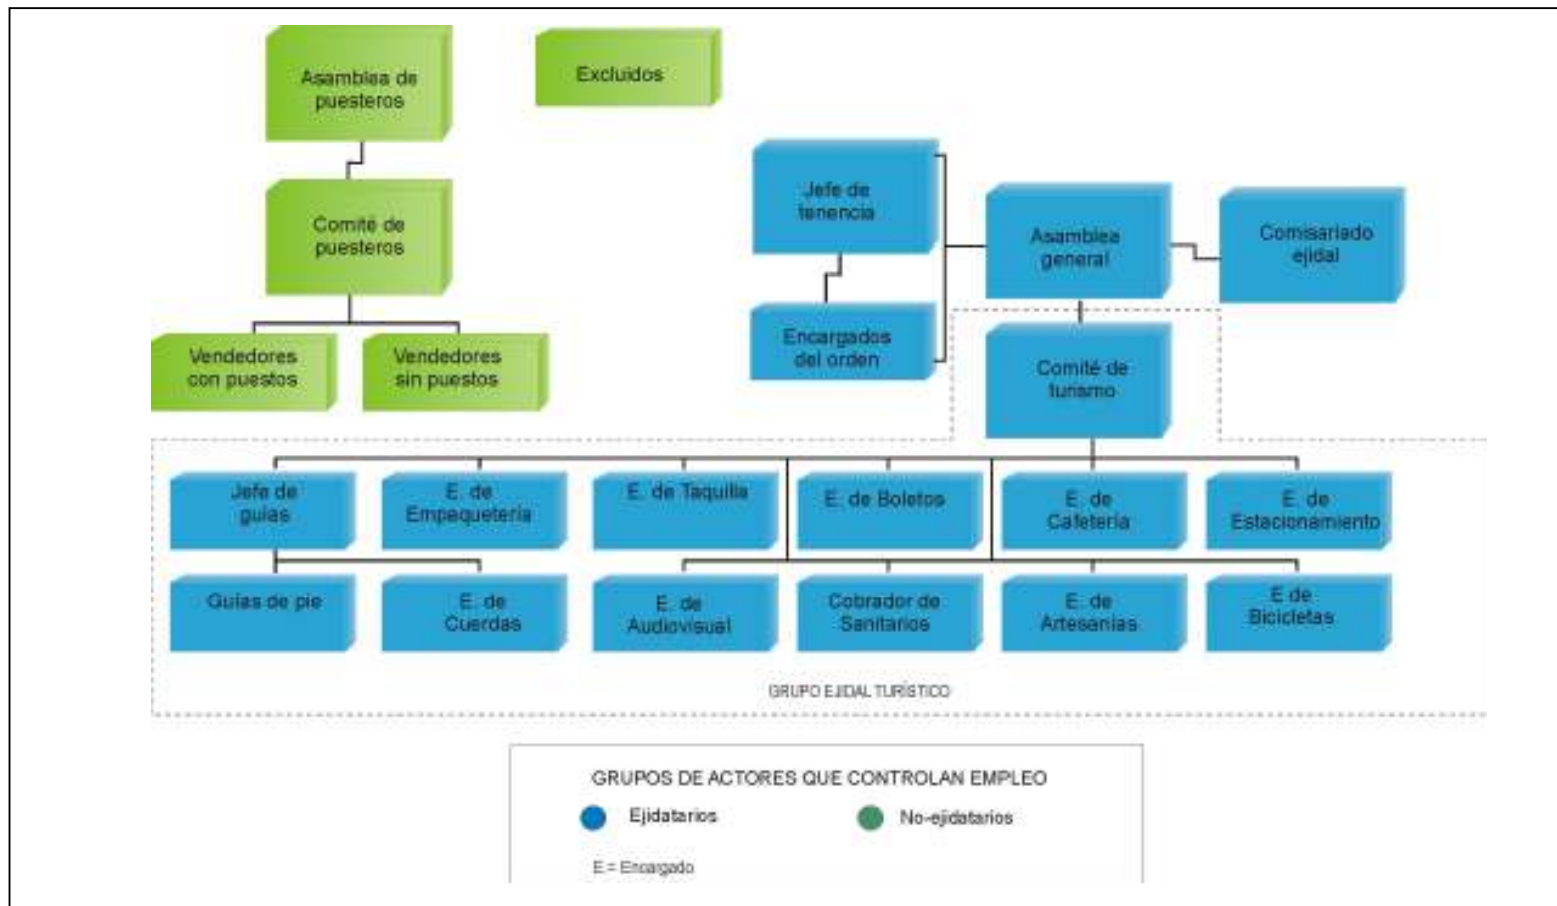 Asamblea de
puesteros
Excluidos
Comité de
puesteros
Jefe de
tenencia
Asamblea
general
Comisariado
ejidal
Vendedores
con puestos
Vendedores
sin puestos
Encargados
del orden
Comité de
turismo
Jefe de
guías
E. de
Empaquetería
E. de Taquilla
E. de Boletos
E. de
Cafetería
E. de
Estacionamiento
Guías de pie
E. de
Cuerdas
E. de
Audiovisual
Cobrador de
Sanitarios
E. de
Artesanías
E de
Bicicletas
GRUPO EJIDAL TURÍSTICO
GRUPOS DE ACTORES QUE CONTROLAN EMPLEO
Ejidatarios
No-ejidatarios
E = Encargado